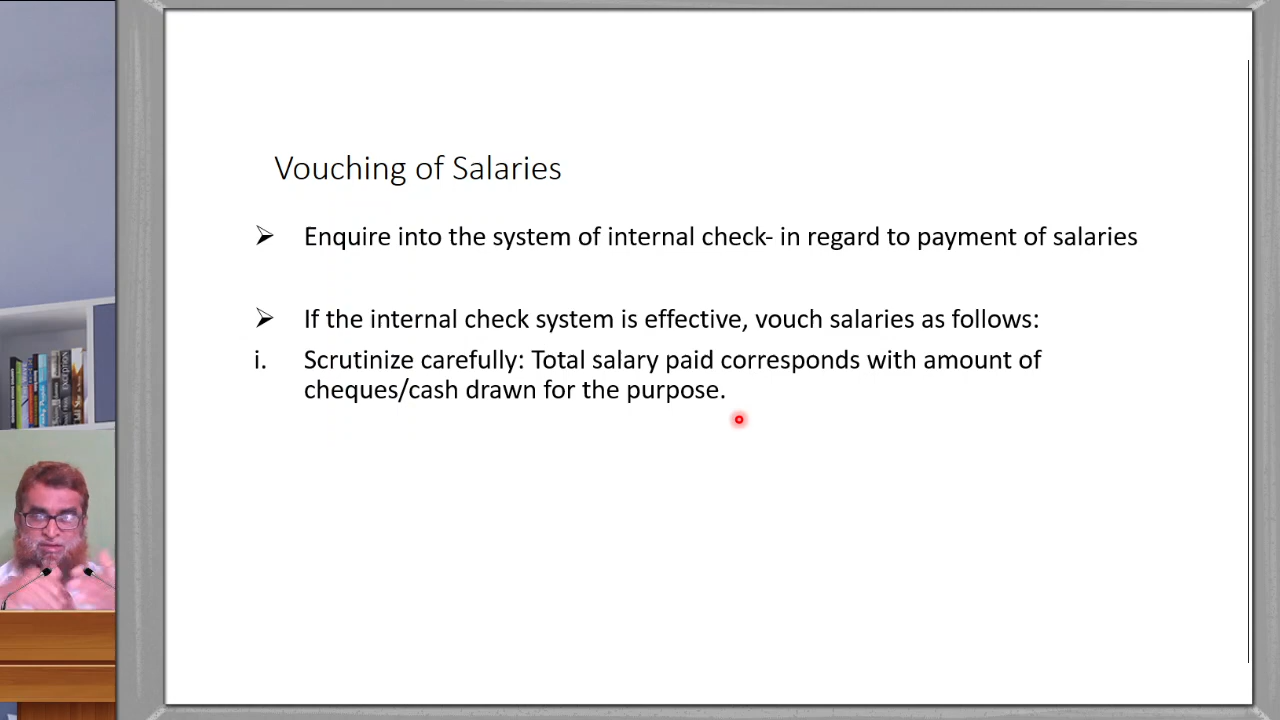 Vouching of Salaries
➢ Enquire into the system of internal check- in regard to payment of salaries
➢ If the internal check system is effective, vouch salaries as follows:
i. Scrutinize carefully: Total salary paid corresponds with amount of
cheques/cash drawn for the purpose.